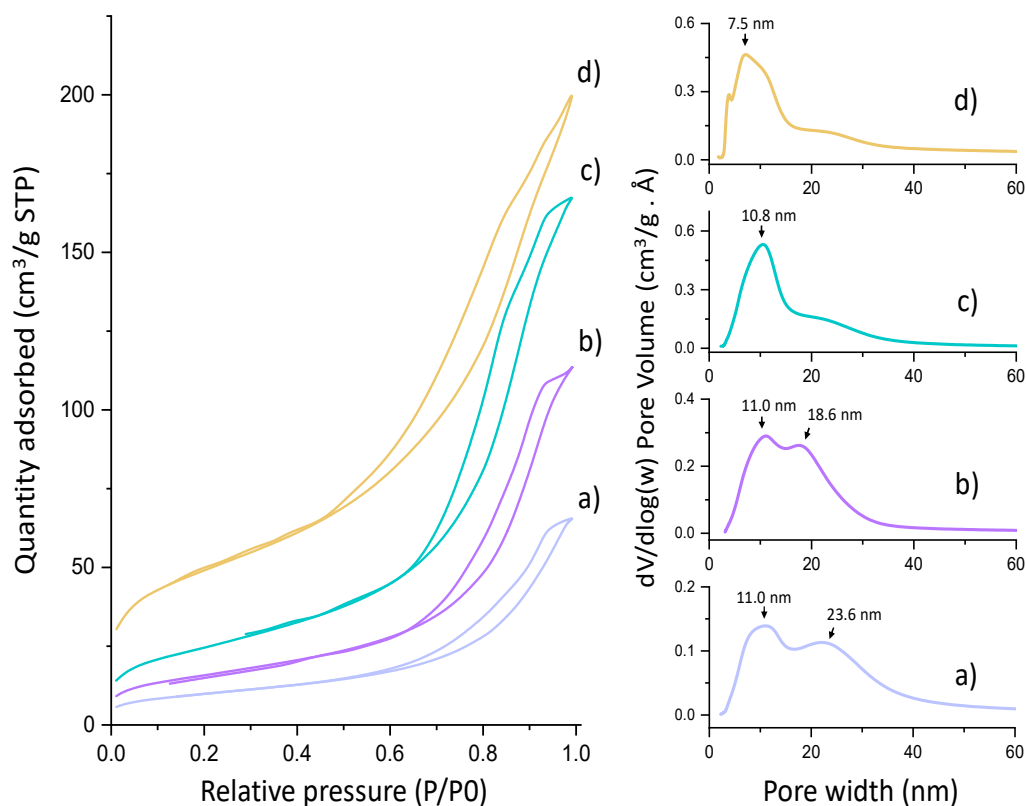 Quantity adsorbed (cm³/g STP)
200
150
100
50
0
d)
c)
b)
a)
0.0
0.2
0.4
0.6
0.8
1.0
Relative pressure (P/P0)
dV/dlog(w) Pore Volume (cm³/g . Å)
7.5 nm
0.6
0.3
0.0
d)
0
20
40
60
10.8 nm
0.6
0.3
0.0
c)
0
20
40
60
11.0 nm
18.6 nm
0.4
0.2
0.0
b)
0
20
40
60
11.0 nm
23.6 nm
0.2
0.1
0.0
a)
0
20
40
60
Pore width (nm)